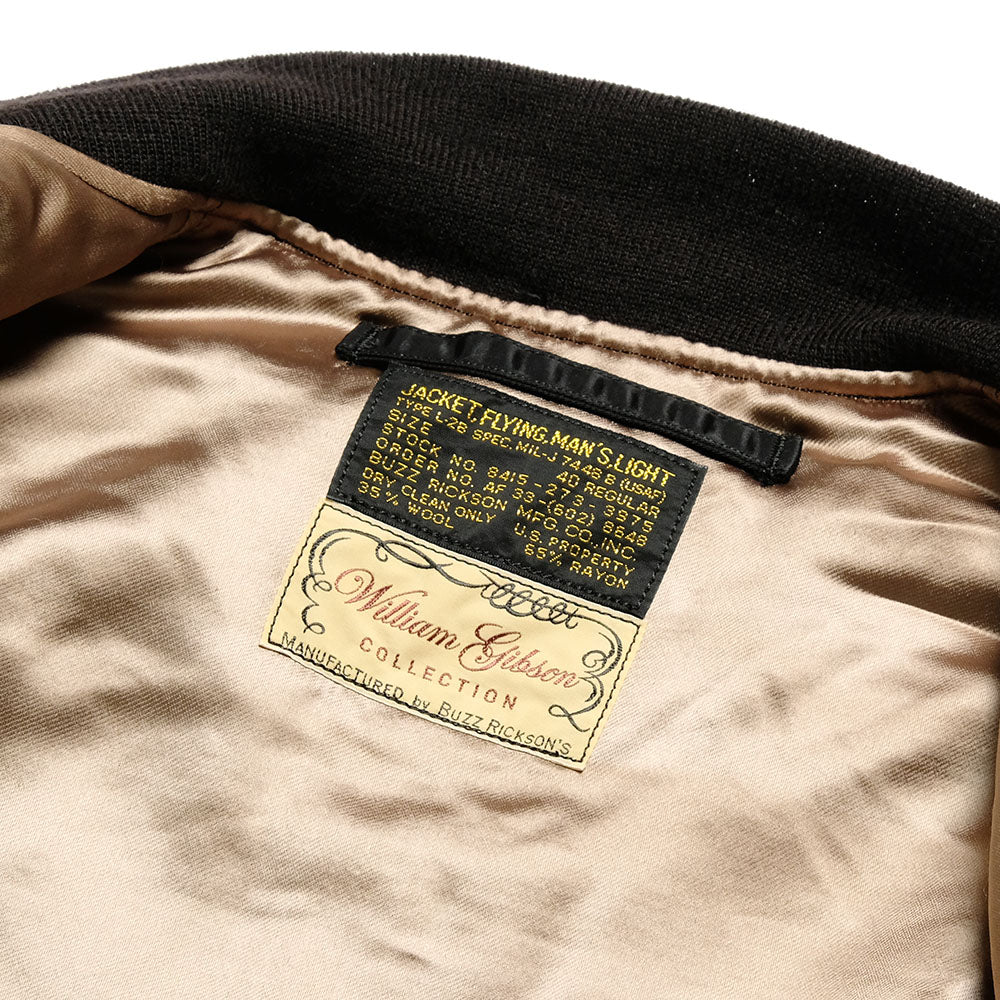 JACKET, FLYING, MAN'S, LIGHT
TYPE L-2B SPEC. MIL-J 7448 B (USAF)
SIZE 40 REGULAR
STOCK NO. 8415-273-3975
ORDER NO. AF 33-(602) 8648
BUZZ RICKSON MFG. CO. INC.
DRY CLEAN ONLY U.S. PROPERTY
35% WOOL 65% RAYON
William Gibson
COLLECTION
MANUFACTURED by BUZZ RICKSON'S